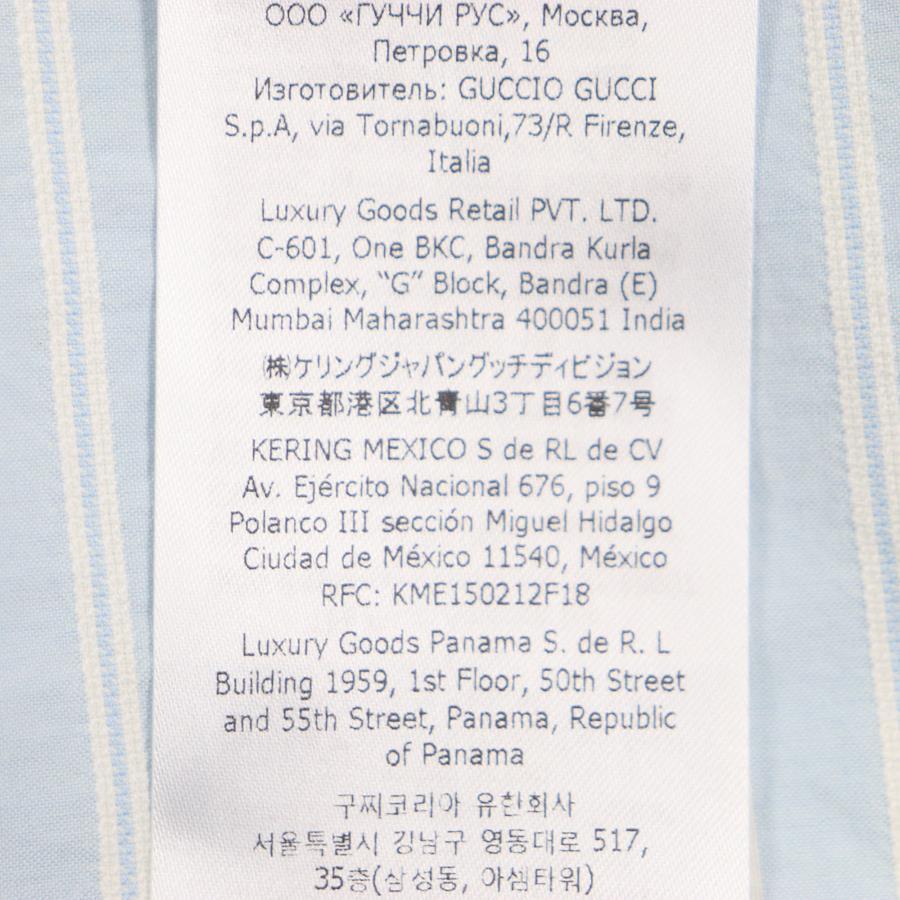 ООО «ГУЧЧИ РУС», Москва,
Петровка, 16
Изготовитель: GUCCIO GUCCI
S.p.A, via Tornabuoni,73/R Firenze,
Italia
Luxury Goods Retail PVT. LTD.
C-601, One BKC, Bandra Kurla
Complex, “G” Block, Bandra (E)
Mumbai Maharashtra 400051 India
㈱ケリングジャパングッチディビジョン
東京都港区北青山3丁目6番7号
KERING MEXICO S de RL de CV
Av. Ejército Nacional 676, piso 9
Polanco III sección Miguel Hidalgo
Ciudad de México 11540, México
RFC: KME150212F18
Luxury Goods Panama S. de R. L
Building 1959, 1st Floor, 50th Street
and 55th Street, Panama, Republic
of Panama
구찌코리아 유한회사
서울특별시 강남구 영동대로 517,
35층(삼성동, 아셈타워)